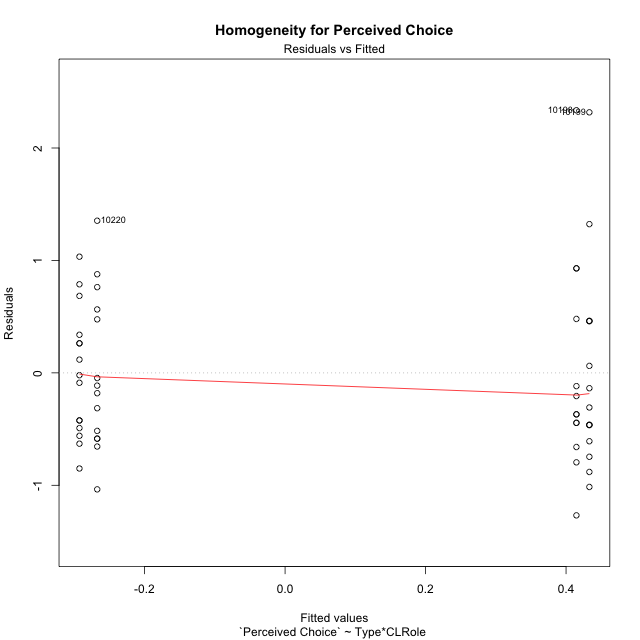 Homogeneity for Perceived Choice
Residuals vs Fitted
10199
10220
2
1
0
-1
Residuals
-0.2
0.0
0.2
0.4
Fitted values
`Perceived Choice` ~ Type*CLRole